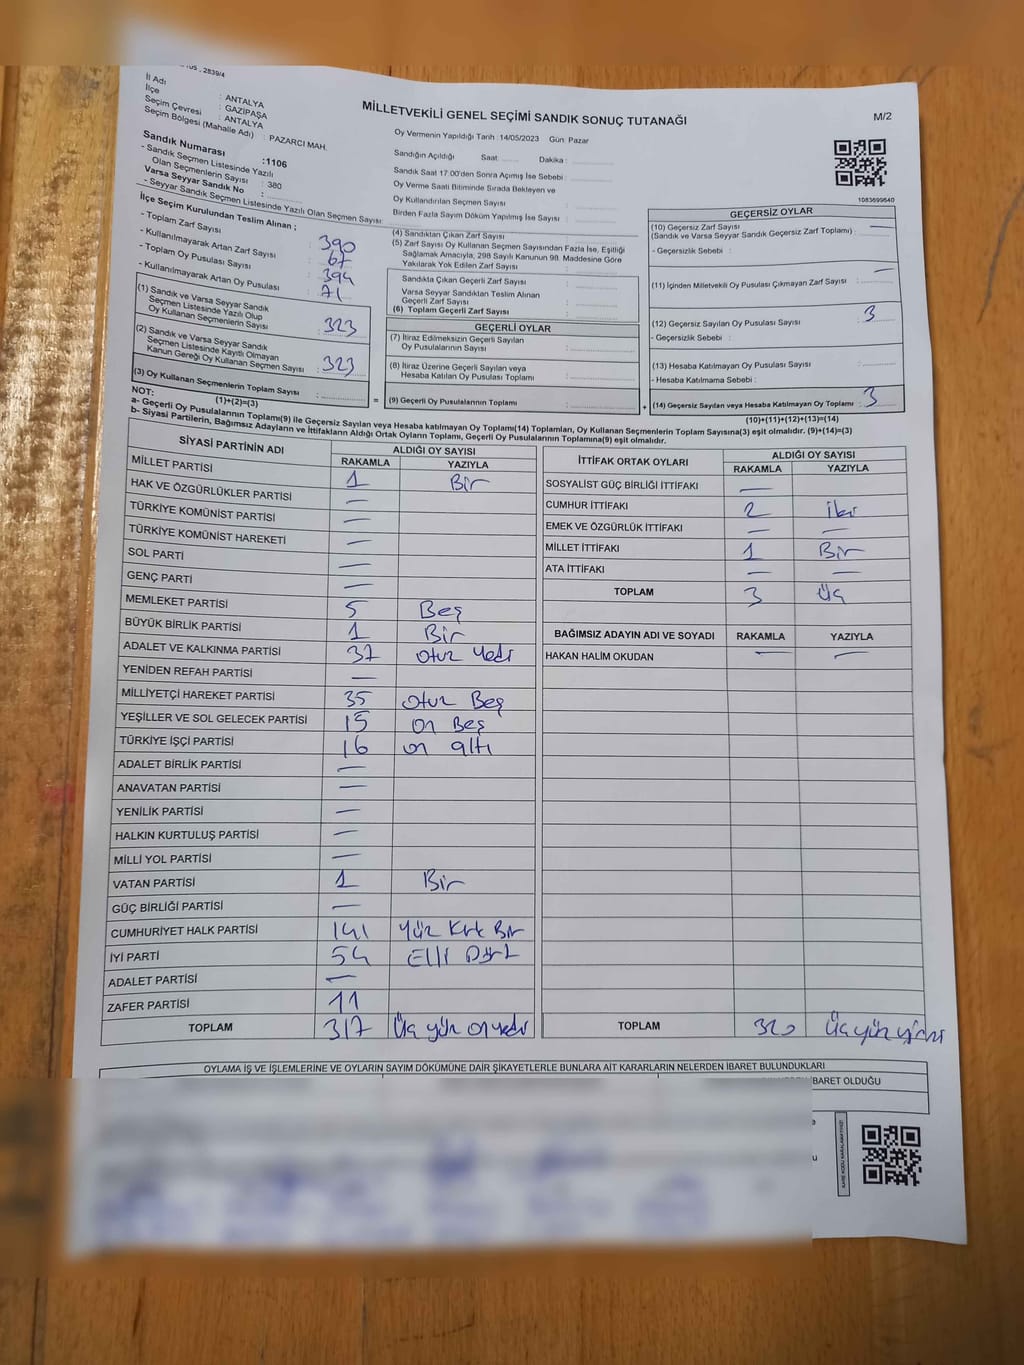 MİLLETVEKİLİ GENEL SEÇİMİ SANDIK SONUÇ TUTANAĞI
M/2
2839/4
İl Adı : ANTALYA
İlçe : GAZİPAŞA
Seçim Çevresi : ANTALYA
Seçim Bölgesi (Mahalle Adı) : PAZARCI MAH.
Sandık Numarası :1106
- Sandık Seçmen Listesinde Yazılı
Olan Seçmenlerin Sayısı : 380
Varsa Seyyar Sandık No :
- Seyyar Sandık Seçmen Listesinde Yazılı Olan Seçmen Sayısı:
Oy Vermenin Yapıldığı Tarih :14/05/2023 Gün: Pazar
Sandığın Açıldığı Saat: Dakika :
Sandık Saat 17.00'den Sonra Açımış İse Sebebi :
Oy Verme Saati Bitiminde Sırada Bekleyen ve
Oy Kullandırılan Seçmen Sayısı :
Birden Fazla Sayım Döküm Yapılmış İse Sayısı :
1083699840
İlçe Seçim Kurulundan Teslim Alınan ;
- Toplam Zarf Sayısı : 390
- Kullanılmayarak Artan Zarf Sayısı : 67
- Toplam Oy Pusulası Sayısı : 394
- Kullanılmayarak Artan Oy Pusulası : 71
(1) Sandık ve Varsa Seyyar Sandık
Seçmen Listesinde Yazılı Olup
Oy Kullanan Seçmenlerin Sayısı : 323
(2) Sandık ve Varsa Seyyar Sandık
Seçmen Listesinde Kayıtlı Olmayan
Kanun Gereği Oy Kullanan Seçmen Sayısı : 323
(3) Oy Kullanan Seçmenlerin Toplam Sayısı :
(1)+(2)=(3)
(4) Sandıktan Çıkan Zarf Sayısı :
(5) Zarf Sayısı Oy Kullanan Seçmen Sayısından Fazla İse, Eşitliği
Sağlamak Amacıyla, 298 Sayılı Kanunun 98. Maddesine Göre
Yakılarak Yok Edilen Zarf Sayısı :
Sandıkta Çıkan Geçerli Zarf Sayısı :
Varsa Seyyar Sandıktan Teslim Alınan
Geçerli Zarf Sayısı :
(6) Toplam Geçerli Zarf Sayısı :
GEÇERLİ OYLAR
(7) İtiraz Edilmeksizin Geçerli Sayılan
Oy Pusulalarının Sayısı :
(8) İtiraz Üzerine Geçerli Sayılan veya
Hesaba Katılan Oy Pusulası Toplamı :
= (9) Geçerli Oy Pusulalarının Toplamı : +
GEÇERSİZ OYLAR
(10) Geçersiz Zarf Sayısı —
(Sandık ve Varsa Seyyar Sandık Geçersiz Zarf Toplamı) :
- Geçersizlik Sebebi :
(11) İçinden Milletvekili Oy Pusulası Çıkmayan Zarf Sayısı : —
(12) Geçersiz Sayılan Oy Pusulası Sayısı : 3
- Geçersizlik Sebebi :
(13) Hesaba Katılmayan Oy Pusulası Sayısı :
- Hesaba Katılmama Sebebi :
(14) Geçersiz Sayılan veya Hesaba Katılmayan Oy Toplamı : 3
(10)+(11)+(12)+(13)=(14)
NOT:
a- Geçerli Oy Pusulalarının Toplamı(9) ile Geçersiz Sayılan veya Hesaba katılmayan Oy Toplamı(14) Toplamları, Oy Kullanan Seçmenlerin Toplam Sayısına(3) eşit olmalıdır. (9)+(14)=(3)
b- Siyasi Partilerin, Bağımsız Adayların ve İttifakların Aldığı Ortak Oyların Toplamı, Geçerli Oy Pusulalarının Toplamına(9) eşit olmalıdır.
SİYASİ PARTİNİN ADI ALDIĞI OY SAYISI
RAKAMLA YAZIYLA
MİLLET PARTİSİ 1 Bir
HAK VE ÖZGÜRLÜKLER PARTİSİ —
TÜRKİYE KOMÜNİST PARTİSİ —
TÜRKİYE KOMÜNİST HAREKETİ —
SOL PARTİ —
GENÇ PARTİ —
MEMLEKET PARTİSİ 5 Beş
BÜYÜK BİRLİK PARTİSİ 1 Bir
ADALET VE KALKINMA PARTİSİ 37 otuz Yedi
YENİDEN REFAH PARTİSİ —
MİLLİYETÇİ HAREKET PARTİSİ 35 otuz Beş
YEŞİLLER VE SOL GELECEK PARTİSİ 15 on Beş
TÜRKİYE İŞÇİ PARTİSİ 16 on altı
ADALET BİRLİK PARTİSİ —
ANAVATAN PARTİSİ —
YENİLİK PARTİSİ —
HALKIN KURTULUŞ PARTİSİ —
MİLLİ YOL PARTİSİ —
VATAN PARTİSİ 1 Bir
GÜÇ BİRLİĞİ PARTİSİ —
CUMHURİYET HALK PARTİSİ 141 Yüz Kırk Bir
İYİ PARTİ 54 Elli Dört
ADALET PARTİSİ —
ZAFER PARTİSİ 11
TOPLAM 317 Üç yüz on yedi
İTTİFAK ORTAK OYLARI ALDIĞI OY SAYISI
RAKAMLA YAZIYLA
SOSYALİST GÜÇ BİRLİĞİ İTTİFAKI —
CUMHUR İTTİFAKI 2 iki
EMEK VE ÖZGÜRLÜK İTTİFAKI — —
MİLLET İTTİFAKI 1 Bir
ATA İTTİFAKI — —
TOPLAM 3 Üç
BAĞIMSIZ ADAYIN ADI VE SOYADI RAKAMLA YAZIYLA
HAKAN HALİM OKUDAN — —
TOPLAM 320 Üç yüz yirmi
OYLAMA İŞ VE İŞLEMLERİNE VE OYLARIN SAYIM DÖKÜMÜNE DAİR ŞİKAYETLERLE BUNLARA AİT KARARLARIN NELERDEN İBARET BULUNDUKLARI
İBARET OLDUĞU